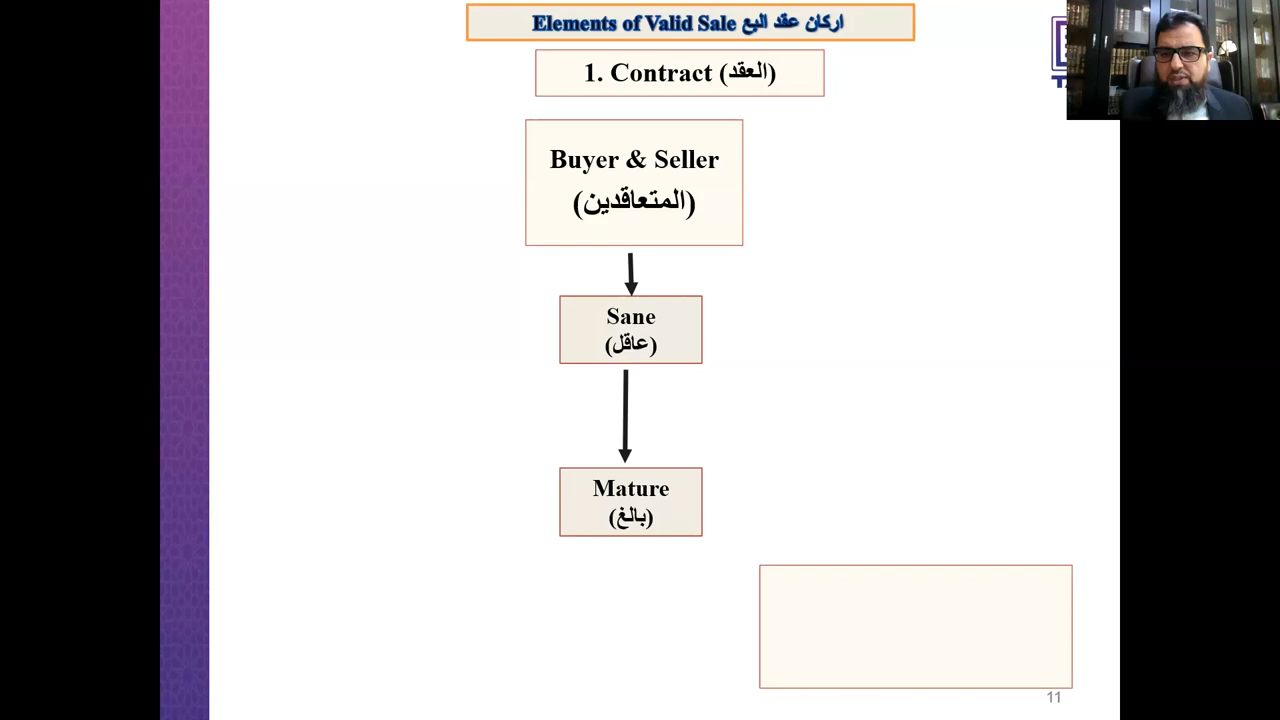 Elements of Valid Sale اركان عقد البع
1. Contract (العقد)
Buyer & Seller
(المتعاقدين)
Sane
(عاقل)
Mature
(بالغ)
11